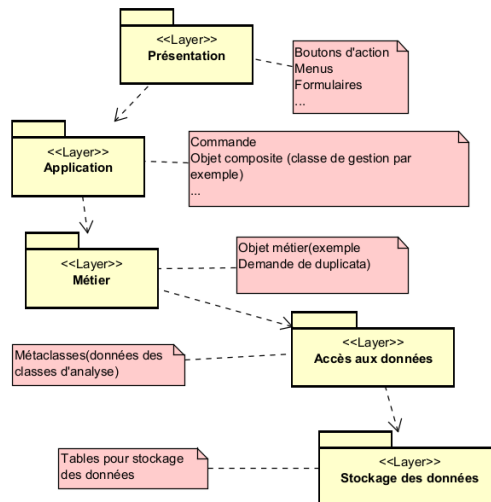 <<Layer>>
Présentation
Boutons d'action
Menus
Formulaires
...
<<Layer>>
Application
Commande
Objet composite (classe de gestion par
exemple)
...
<<Layer>>
Métier
Objet métier(exemple
Demande de duplicata)
<<Layer>>
Accès aux données
Métaclasses(données des
classes d'analyse)
<<Layer>>
Stockage des données
Tables pour stockage
des données